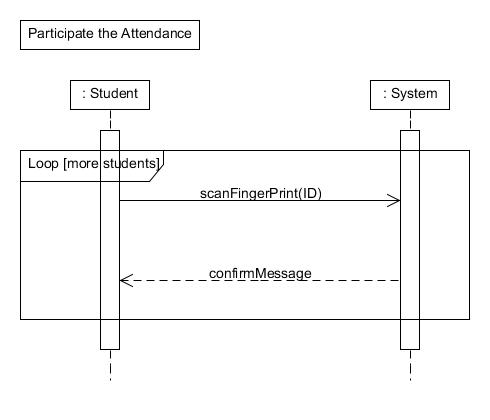 Participate the Attendance
: Student
: System
Loop [more students]
scanFingerPrint(ID)
confirmMessage